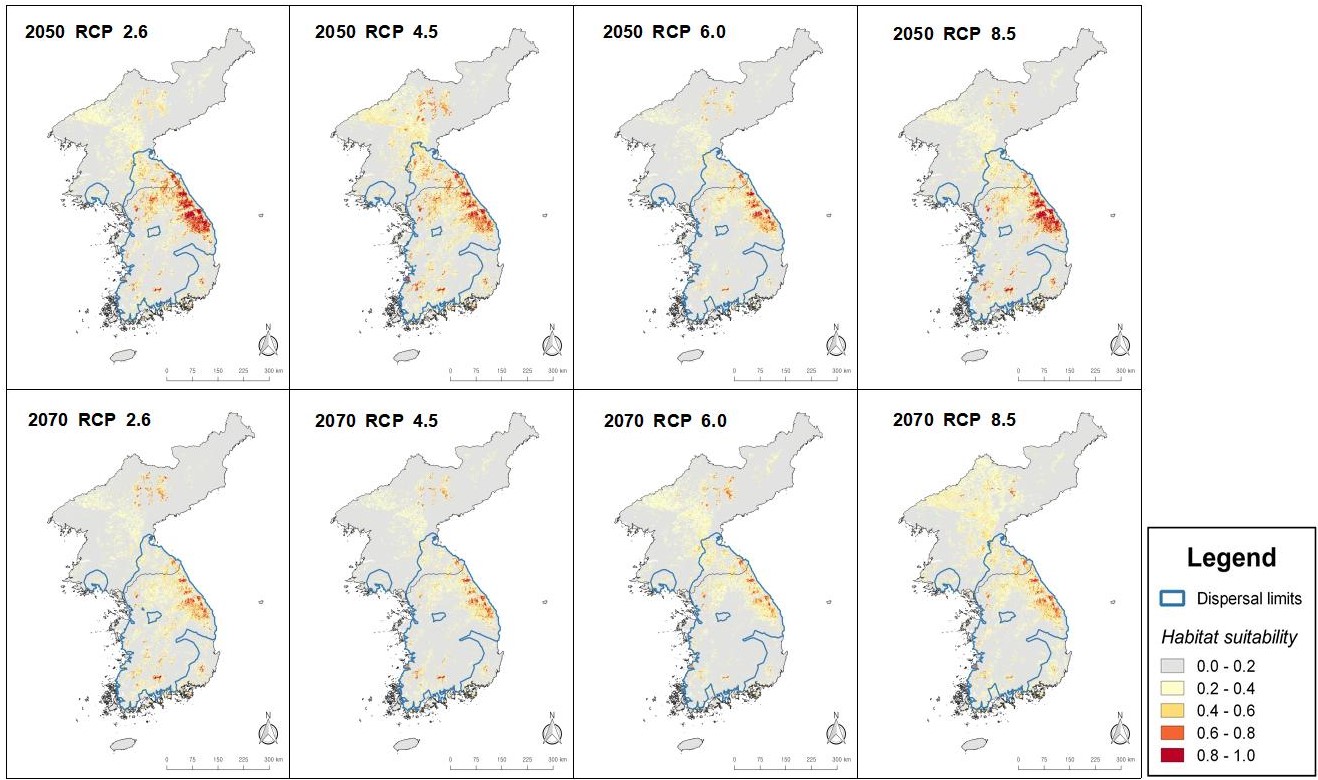 2050 RCP 2.6
2050 RCP 4.5
2050 RCP 6.0
2050 RCP 8.5
N
N
N
N
0 75 150 225 300 km
0 75 150 225 300 km
0 75 150 225 300 km
0 75 150 225 300 km
2070 RCP 2.6
2070 RCP 4.5
2070 RCP 6.0
2070 RCP 8.5
N
N
N
N
0 75 150 225 300 km
0 75 150 225 300 km
0 75 150 225 300 km
0 75 150 225 300 km
Legend
Dispersal limits
Habitat suitability
0.0 - 0.2
0.2 - 0.4
0.4 - 0.6
0.6 - 0.8
0.8 - 1.0